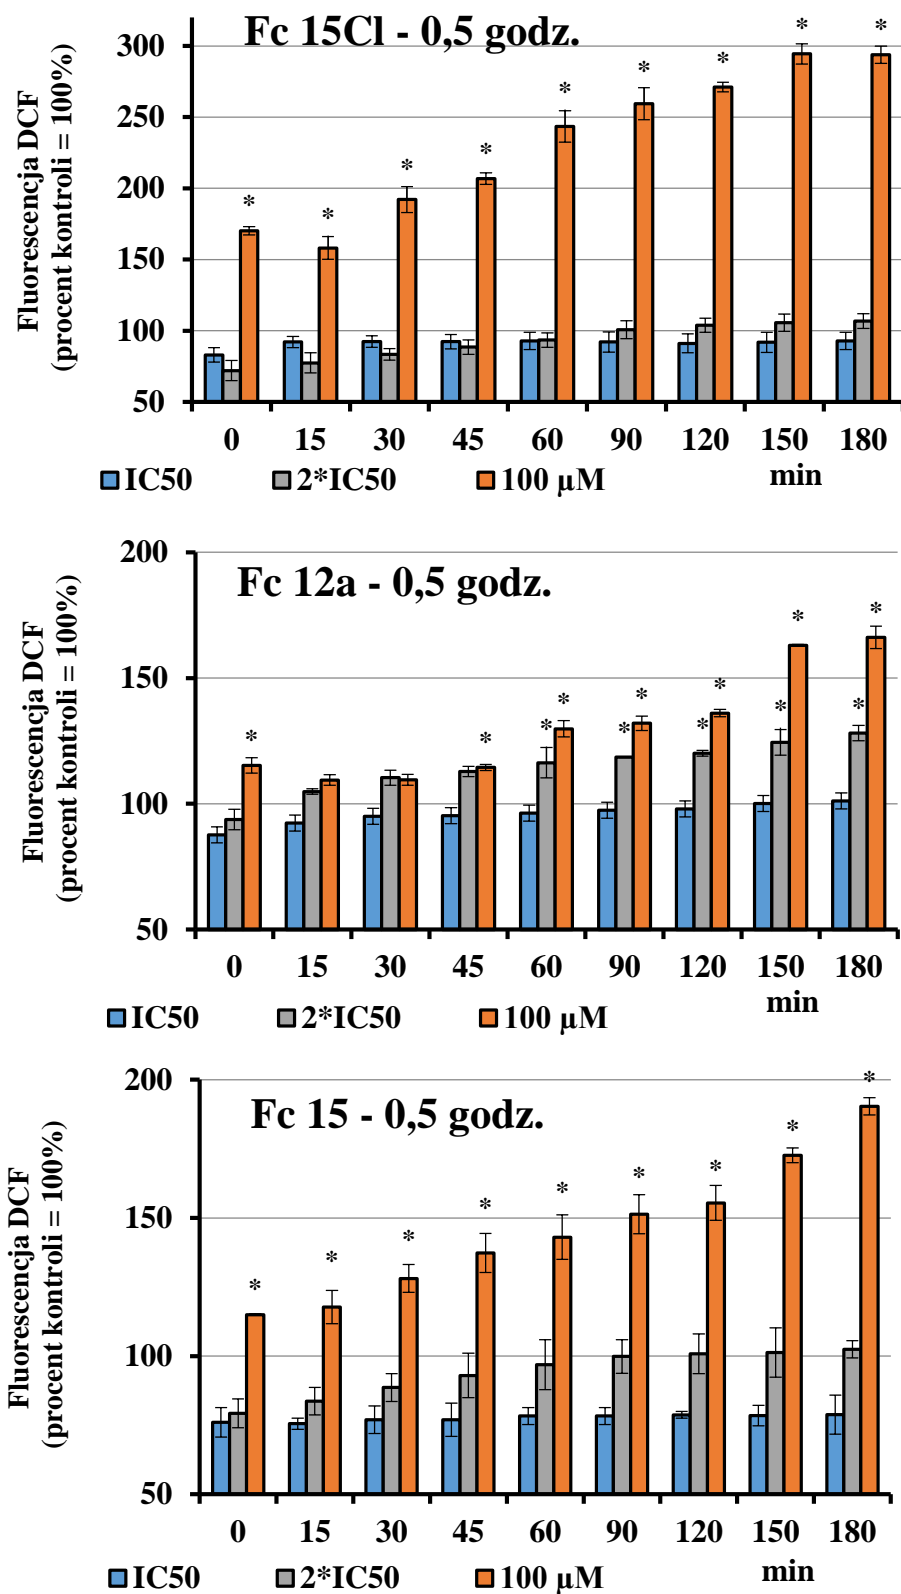 Fc 15Cl - 0,5 godz.
Fluorescencja DCF
(procent kontroli = 100%)
300
250
200
150
100
50
* * * * * * * * *
0 15 30 45 60 90 120 150 180
min
IC50 2*IC50 100 µM
Fc 12a - 0,5 godz.
Fluorescencja DCF
(procent kontroli = 100%)
200
150
100
50
* * * * * * * * * * * *
0 15 30 45 60 90 120 150 180
min
IC50 2*IC50 100 µM
Fc 15 - 0,5 godz.
Fluorescencja DCF
(procent kontroli = 100%)
200
150
100
50
* * * * * * * * *
0 15 30 45 60 90 120 150 180
min
IC50 2*IC50 100 µM